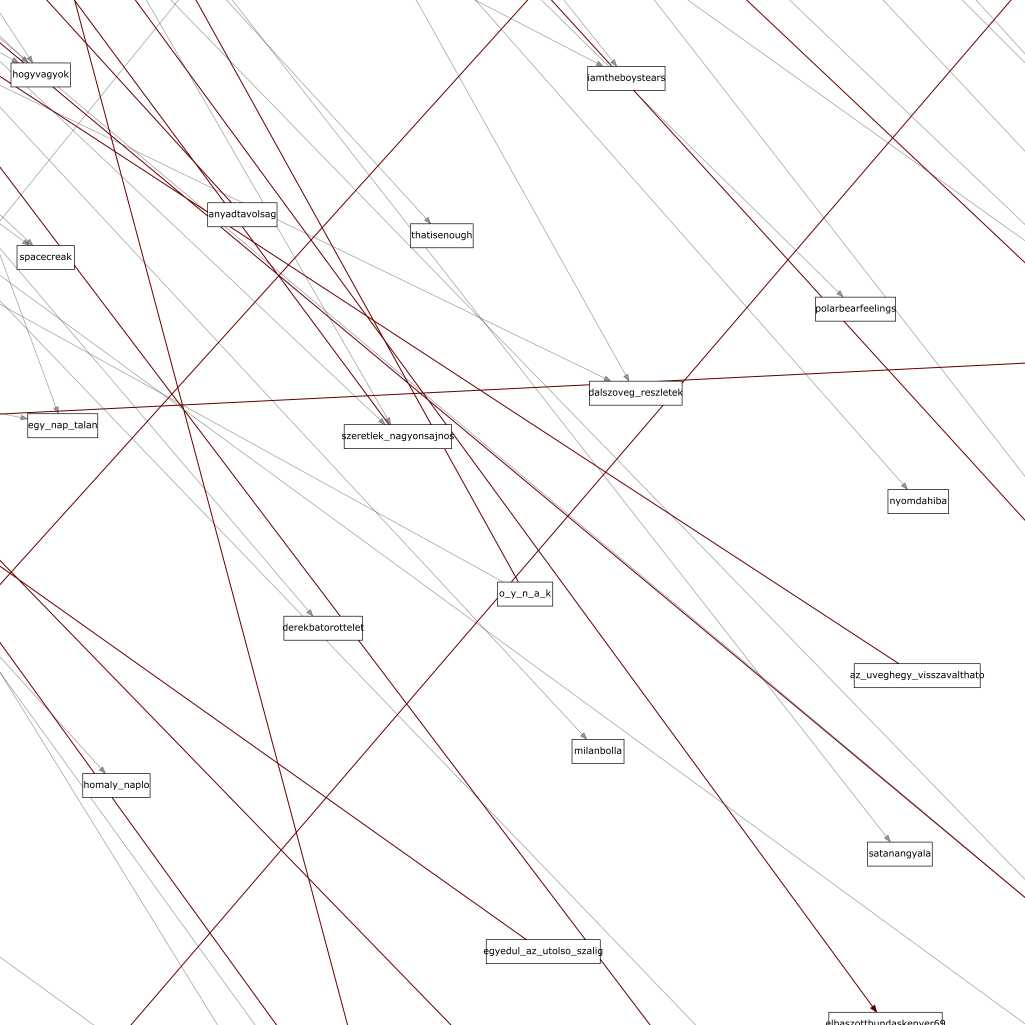 hogyvagyok
iamtheboystears
anyadtavolsag
thatisenough
spacecreak
polarbearfeelings
dalszoveg_reszletek
egy_nap_talan
szeretlek_nagyonsajnos
nyomdahiba
o_y_n_a_k
derekbatorottelet
az_uveghegy_visszavalthato
milanbolla
homaly_naplo
satanangyala
egyedul_az_utolso_szalig
elbaszottbundaskenyer69